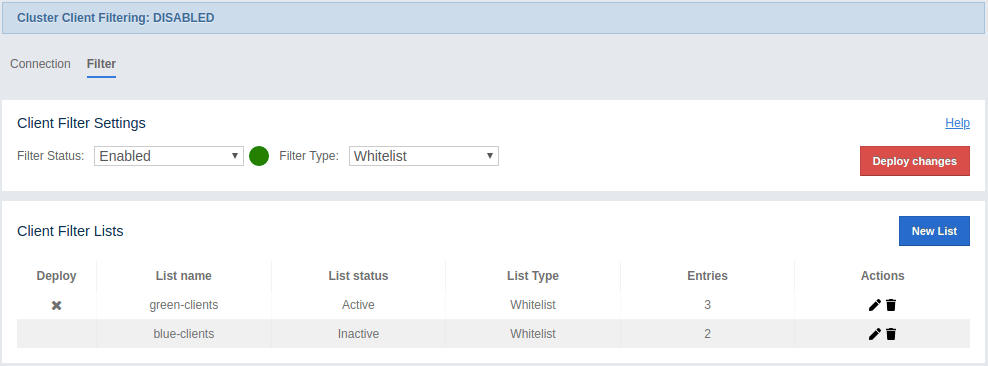 Cluster Client Filtering: DISABLED
Connection Filter
Client Filter Settings Help
Filter Status: Enabled Filter Type: Whitelist Deploy changes
Client Filter Lists New List
Deploy List name List status List Type Entries Actions
green-clients Active Whitelist 3
blue-clients Inactive Whitelist 2